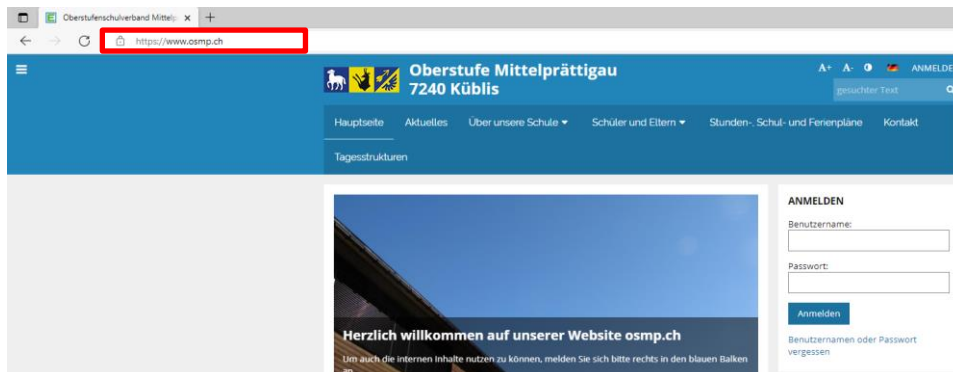 Oberstufenschulverband Mittelp
https://www.osmp.ch
Oberstufe Mittelprättigau
7240 Küblis
A+ A- ANMELDE
gesuchter Text
Hauptseite Aktuelles Über unsere Schule Schüler und Eltern Stunden-, Schul- und Ferienpläne Kontakt
Tagesstrukturen
ANMELDEN
Benutzername:
Passwort:
Anmelden
Benutzernamen oder Passwort
vergessen
Herzlich willkommen auf unserer Website osmp.ch
Um auch die internen Inhalte nutzen zu können, melden Sie sich bitte rechts in den blauen Balken